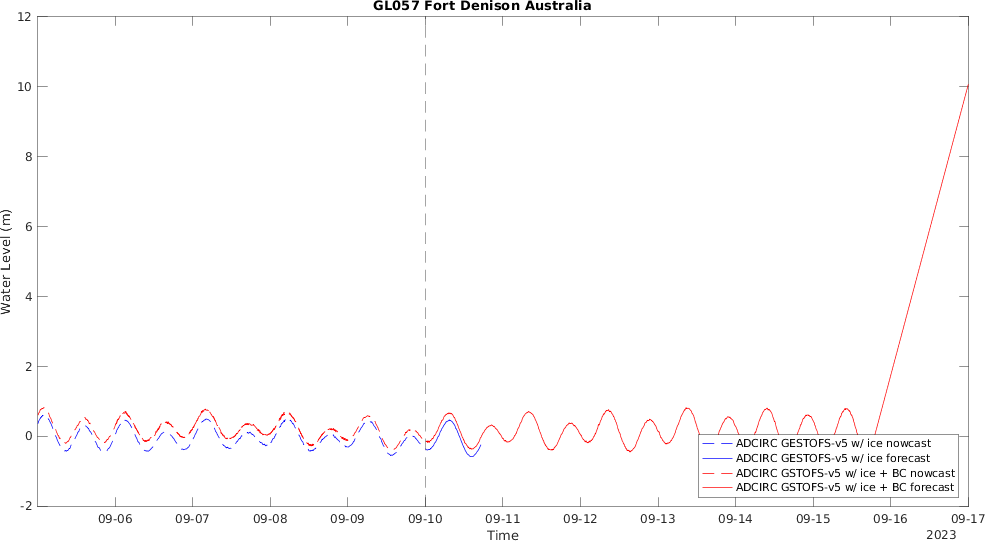 GL057 Fort Denison Australia
12
10
8
6
4
2
0
-2
Water Level (m)
ADCIRC GESTOFS-v5 w/ ice nowcast
ADCIRC GESTOFS-v5 w/ ice forecast
ADCIRC GSTOFS-v5 w/ ice + BC nowcast
ADCIRC GSTOFS-v5 w/ ice + BC forecast
09-06 09-07 09-08 09-09 09-10 09-11 09-12 09-13 09-14 09-15 09-16 09-17
Time
2023